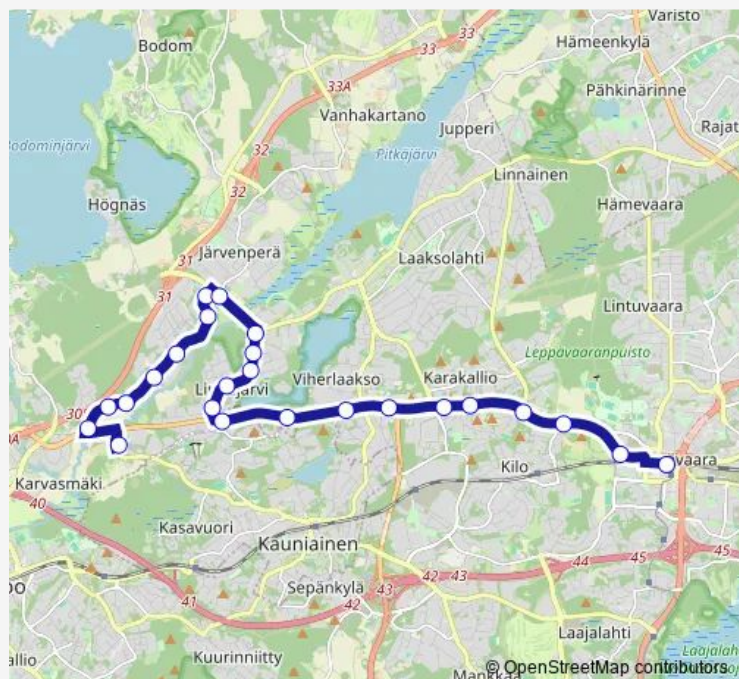 Varisto
Bodom
33
33
Hämeenkylä
33A
Pähkinärinne
Vanhakartano
Jupperi
Rajat
Bodominjärvi
Pitkäjärvi
32
Linnainen
32
Högnäs
Hämevaara
Järvenperä
31
Laaksolahti
31
Lintuvaara
Leppävaaranpuisto
Viherlaakso
Karakallio
30
Karvasmäki
Kilo
vaara
40
Kasavuori
Kauniainen
44
45
45
Sepänkylä
42
43
43
42
41
Laajalahti
Kuurinniitty
Mankkaa
© OpenStreetMap contributors